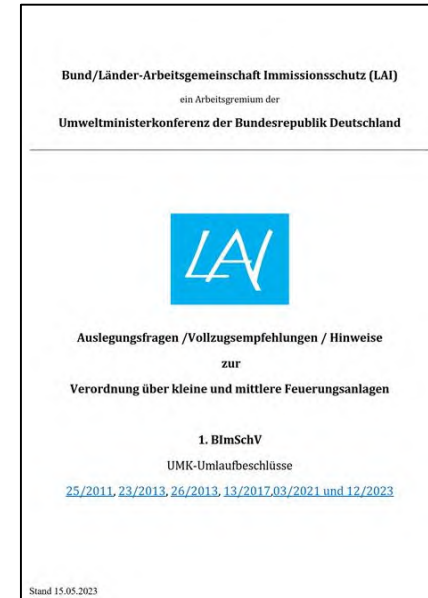 Bund/Länder-Arbeitsgemeinschaft Immissionsschutz (LAI)
ein Arbeitsgremium der
Umweltministerkonferenz der Bundesrepublik Deutschland
LAI
Auslegungsfragen /Vollzugsempfehlungen / Hinweise
zur
Verordnung über kleine und mittlere Feuerungsanlagen
1. BImSchV
UMK-Umlaufbeschlüsse
25/2011, 23/2013, 26/2013, 13/2017,03/2021 und 12/2023
Stand 15.05.2023